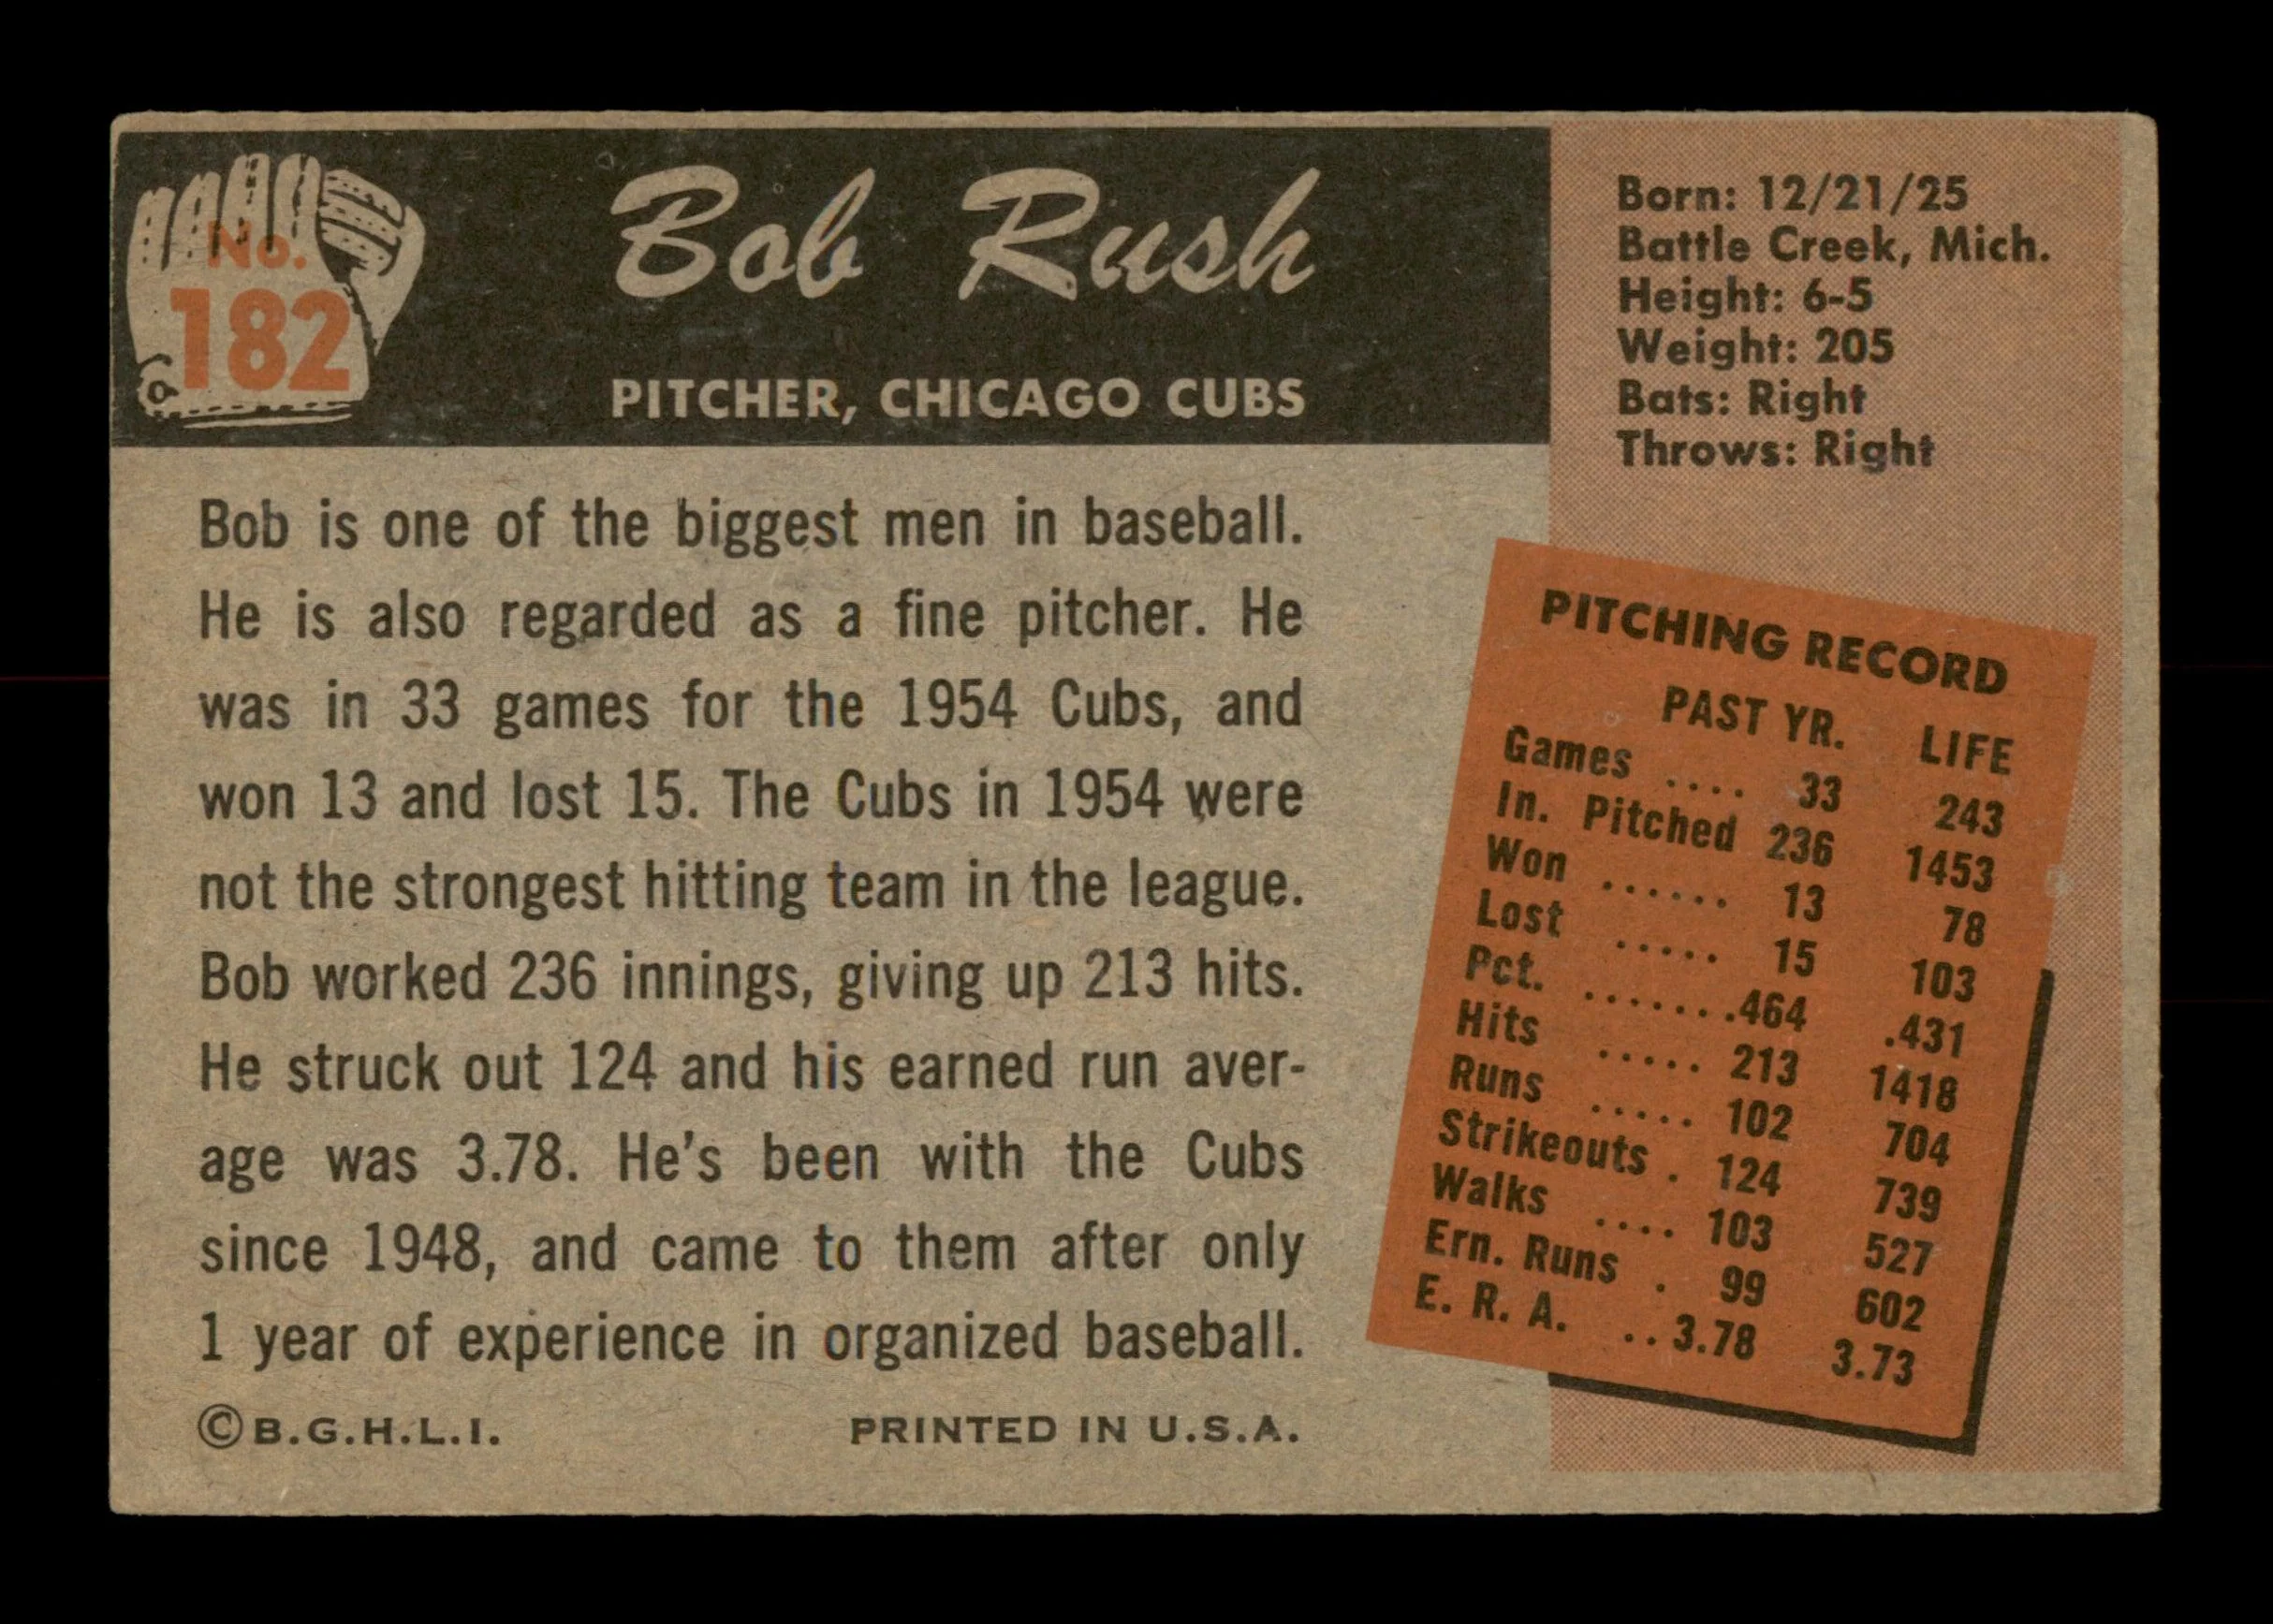 No.
182
Bob Rush
PITCHER, CHICAGO CUBS
Born: 12/21/25
Battle Creek, Mich.
Height: 6-5
Weight: 205
Bats: Right
Throws: Right
Bob is one of the biggest men in baseball.
He is also regarded as a fine pitcher. He
was in 33 games for the 1954 Cubs, and
won 13 and lost 15. The Cubs in 1954 were
not the strongest hitting team in the league.
Bob worked 236 innings, giving up 213 hits.
He struck out 124 and his earned run aver-
age was 3.78. He's been with the Cubs
since 1948, and came to them after only
1 year of experience in organized baseball.
© B.G.H.L.I. PRINTED IN U.S.A.
PITCHING RECORD
PAST YR. LIFE
Games .... 33 243
In. Pitched 236 1453
Won ...... 13 78
Lost ..... 15 103
Pct. .......464 .431
Hits ..... 213 1418
Runs ..... 102 704
Strikeouts . 124 739
Walks .... 103 527
Ern. Runs . 99 602
E. R. A. ..3.78 3.73